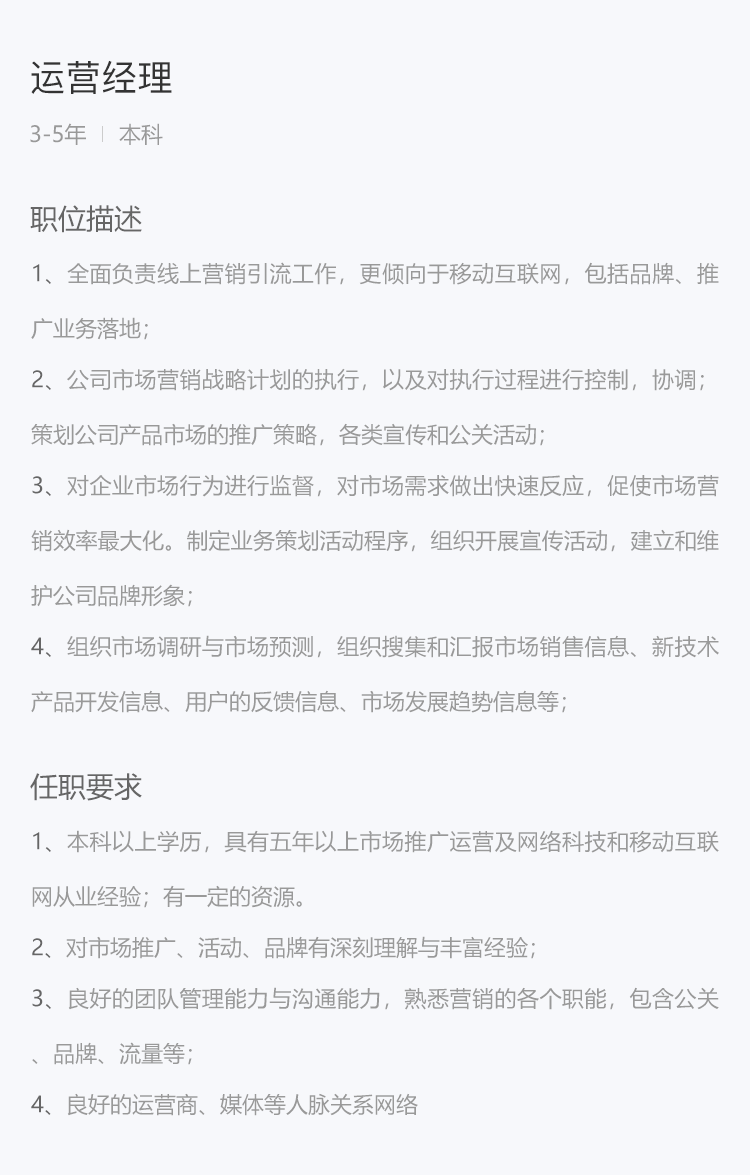 运营经理
3-5年 | 本科
职位描述
1、全面负责线上营销引流工作，更倾向于移动互联网，包括品牌、推
广业务落地；
2、公司市场营销战略计划的执行，以及对执行过程进行控制，协调；
策划公司产品市场的推广策略，各类宣传和公关活动；
3、对企业市场行为进行监督，对市场需求做出快速反应，促使市场营
销效率最大化。制定业务策划活动程序，组织开展宣传活动，建立和维
护公司品牌形象；
4、组织市场调研与市场预测，组织搜集和汇报市场销售信息、新技术
产品开发信息、用户的反馈信息、市场发展趋势信息等；
任职要求
1、本科以上学历，具有五年以上市场推广运营及网络科技和移动互联
网从业经验；有一定的资源。
2、对市场推广、活动、品牌有深刻理解与丰富经验；
3、良好的团队管理能力与沟通能力，熟悉营销的各个职能，包含公关
、品牌、流量等；
4、良好的运营商、媒体等人脉关系网络